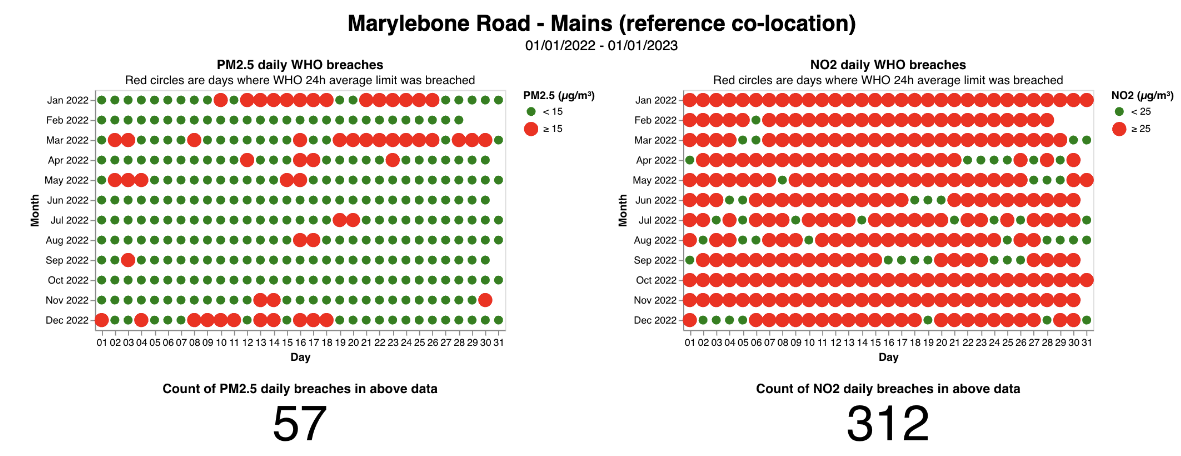 Marylebone Road - Mains (reference co-location)
01/01/2022 - 01/01/2023
PM2.5 daily WHO breaches
Red circles are days where WHO 24h average limit was breached
PM2.5 (µg/m³)
< 15
≥ 15
Month
Jan 2022
Feb 2022
Mar 2022
Apr 2022
May 2022
Jun 2022
Jul 2022
Aug 2022
Sep 2022
Oct 2022
Nov 2022
Dec 2022
01 02 03 04 05 06 07 08 09 10 11 12 13 14 15 16 17 18 19 20 21 22 23 24 25 26 27 28 29 30 31
Day
Count of PM2.5 daily breaches in above data
57
NO2 daily WHO breaches
Red circles are days where WHO 24h average limit was breached
NO2 (µg/m³)
< 25
≥ 25
Month
Jan 2022
Feb 2022
Mar 2022
Apr 2022
May 2022
Jun 2022
Jul 2022
Aug 2022
Sep 2022
Oct 2022
Nov 2022
Dec 2022
01 02 03 04 05 06 07 08 09 10 11 12 13 14 15 16 17 18 19 20 21 22 23 24 25 26 27 28 29 30 31
Day
Count of NO2 daily breaches in above data
312